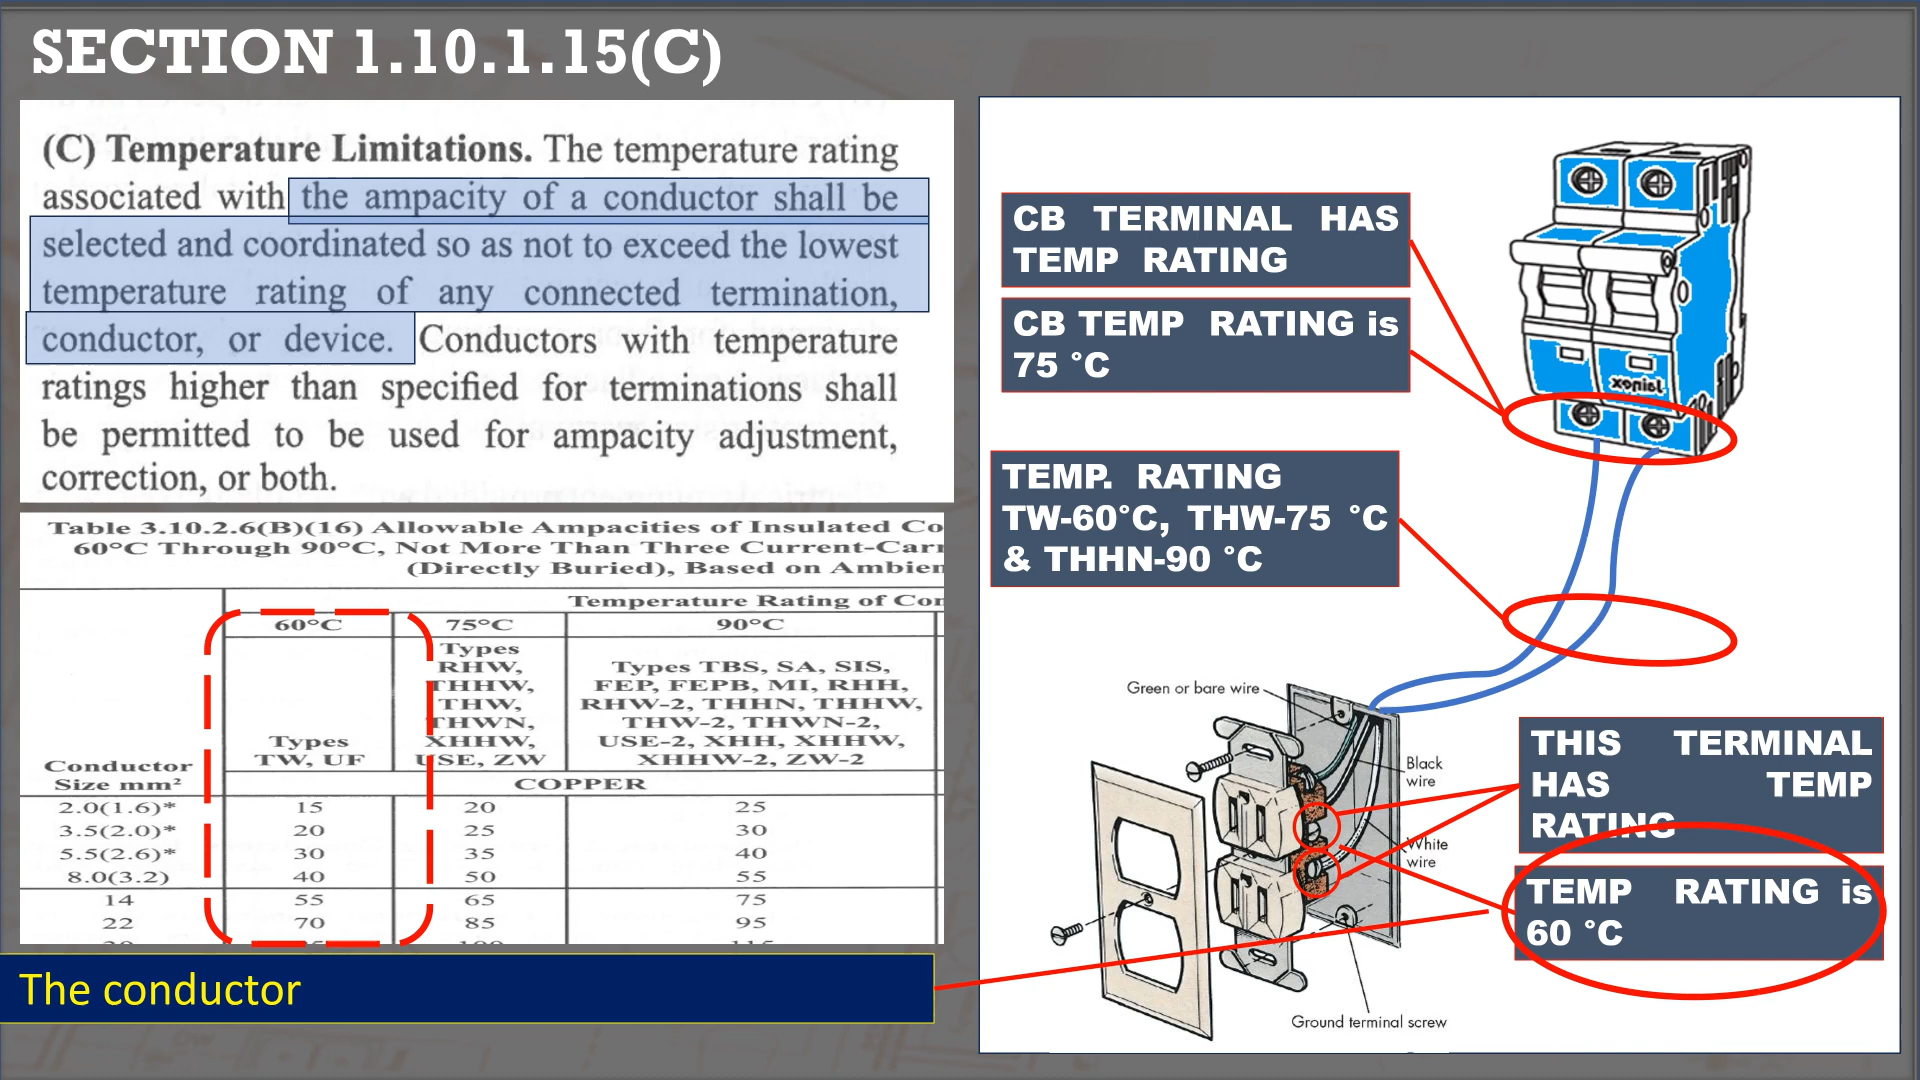 SECTION 1.10.1.15(C)
(C) Temperature Limitations. The temperature rating
associated with the ampacity of a conductor shall be
selected and coordinated so as not to exceed the lowest
temperature rating of any connected termination,
conductor, or device. Conductors with temperature
ratings higher than specified for terminations shall
be permitted to be used for ampacity adjustment,
correction, or both.
Table 3.10.2.6(B)(16) Allowable Ampacities of Insulated Co
60°C Through 90°C, Not More Than Three Current-Carr
(Directly Buried), Based on Ambien
Temperature Rating of Con
60°C 75°C 90°C
Conductor
Size mm²
Types
TW, UF
Types
RHW,
THHW,
THW,
THWN,
XHHW,
USE, ZW
Types TBS, SA, SIS,
FEP, FEPB, MI, RHH,
RHW-2, THHN, THHW,
THW-2, THWN-2,
USE-2, XHH, XHHW,
XHHW-2, ZW-2
COPPER
2.0(1.6)* 15 20 25
3.5(2.0)* 20 25 30
5.5(2.6)* 30 35 40
8.0(3.2) 40 50 55
14 55 65 75
22 70 85 95
The conductor
CB TERMINAL HAS
TEMP RATING
CB TEMP RATING is
75 °C
TEMP. RATING
TW-60°C, THW-75 °C
& THHN-90 °C
Green or bare wire
Black
wire
White
wire
Ground terminal screw
THIS TERMINAL
HAS TEMP
RATING
TEMP RATING is
60 °C